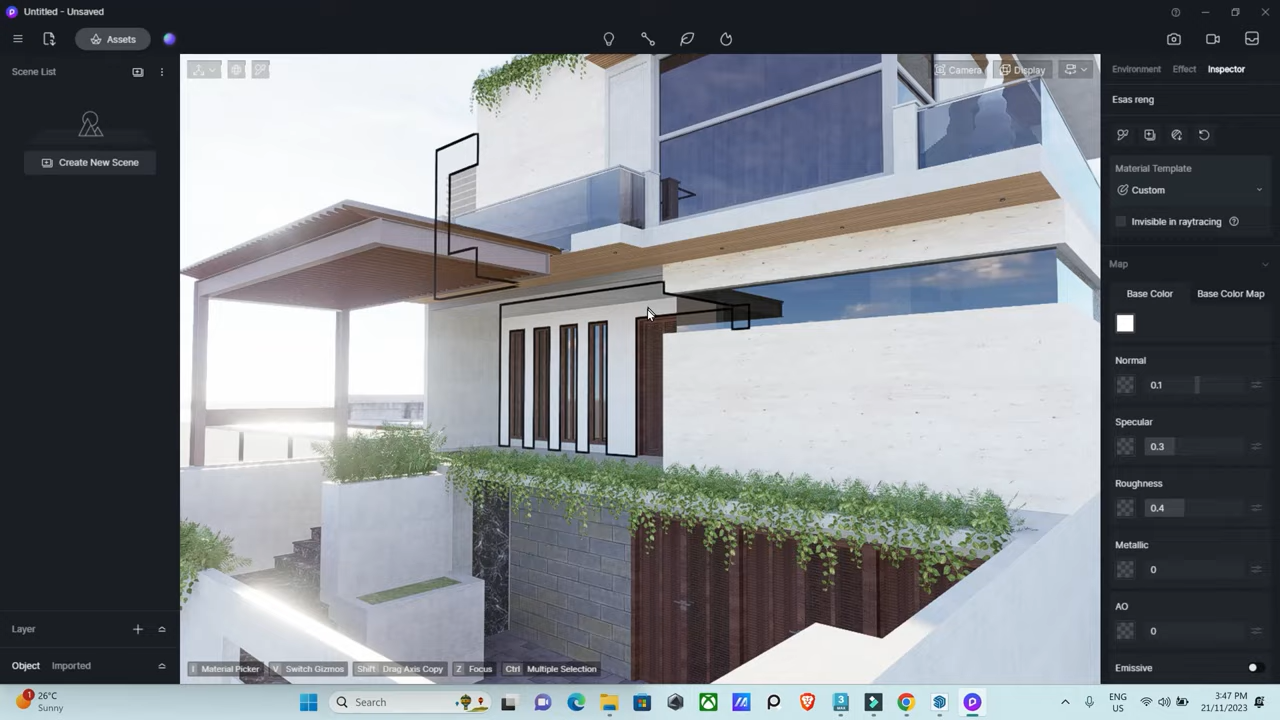 Untitled - Unsaved
Assets
Scene List
Camera
Display
Environment
Effect
Inspector
Esas reng
Create New Scene
Material Template
Custom
Invisible in raytracing
Map
Base Color
Base Color Map
Normal
0.1
Specular
0.3
Roughness
0.4
Metallic
0
AO
0
Layer
Object
Imported
I
Material Picker
V
Switch Gizmos
Shift
Drag Axis Copy
Z
Focus
Ctrl
Multiple Selection
Emissive
1
26°C
Sunny
Search
ENG
US
3:47 PM
21/11/2023